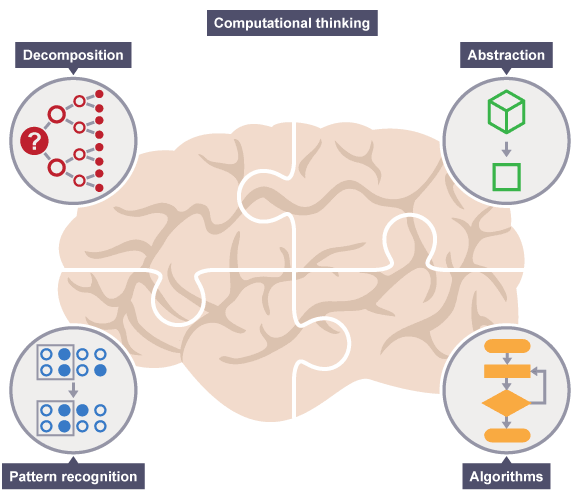 Computational thinking
Decomposition
Abstraction
?
Pattern recognition
Algorithms